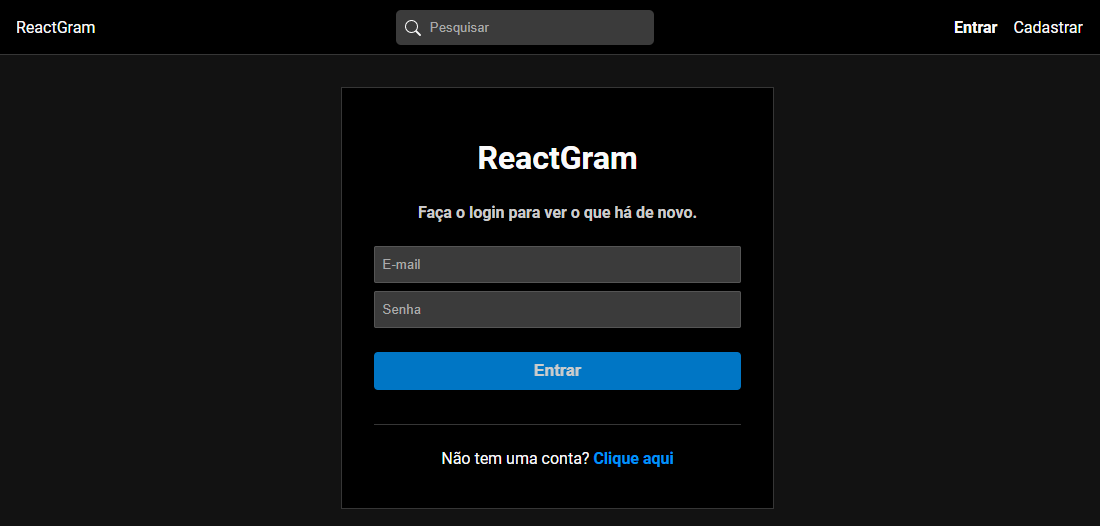 ReactGram
Pesquisar
Entrar
Cadastrar
ReactGram
Faça o login para ver o que há de novo.
E-mail
Senha
Entrar
Não tem uma conta? Clique aqui